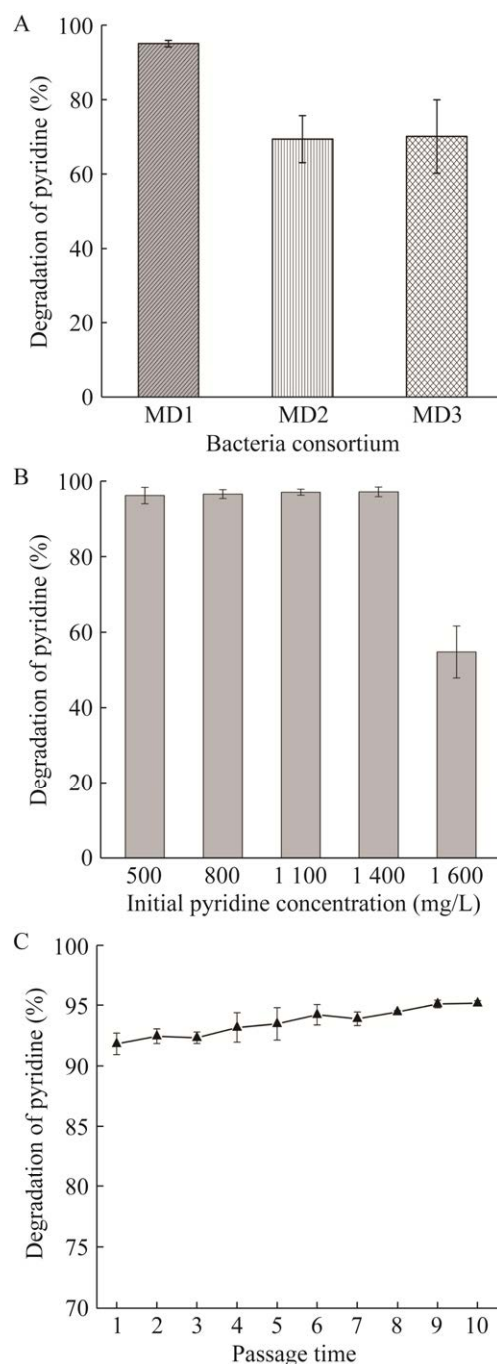 A
Degradation of pyridine (%)
100
80
60
40
20
0
MD1 MD2 MD3
Bacteria consortium
B
Degradation of pyridine (%)
100
80
60
40
20
0
500 800 1 100 1 400 1 600
Initial pyridine concentration (mg/L)
C
Degradation of pyridine (%)
100
95
90
85
80
75
70
1 2 3 4 5 6 7 8 9 10
Passage time